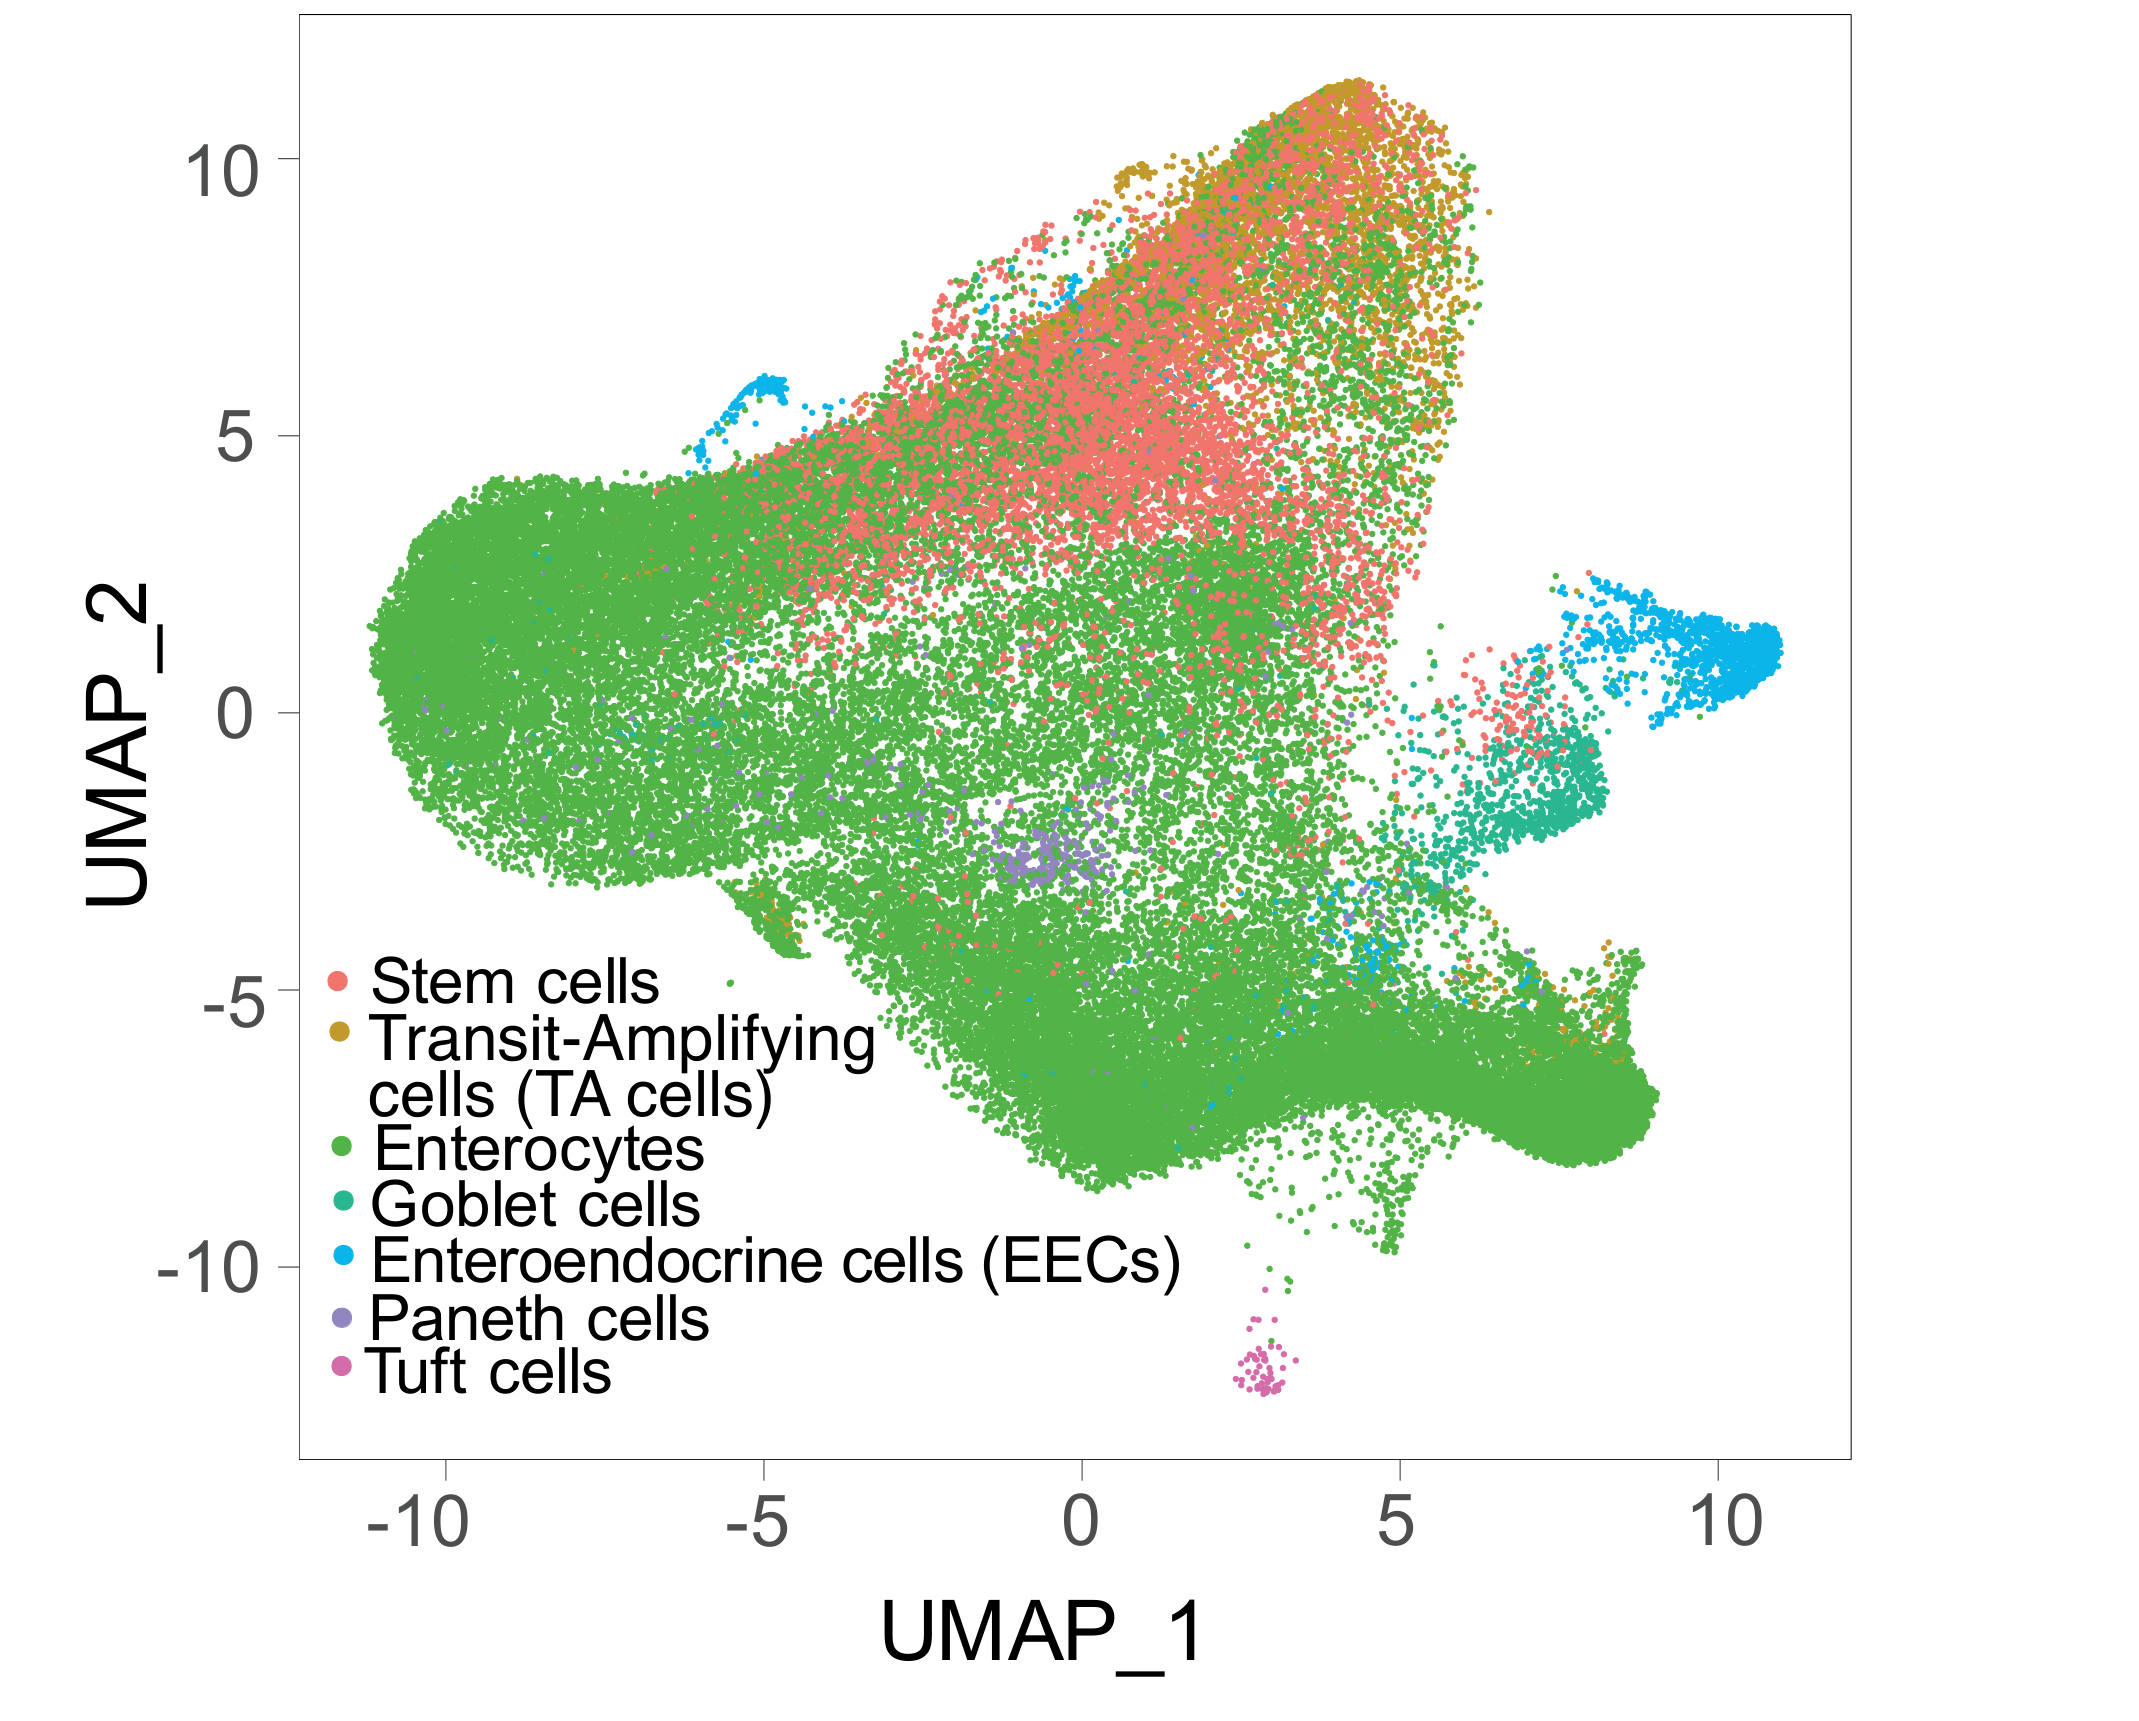 10
5
0
-5
-10
UMAP_2
Stem cells
Transit-Amplifying
cells (TA cells)
Enterocytes
Goblet cells
Enteroendocrine cells (EECs)
Paneth cells
Tuft cells
-10 -5 0 5 10
UMAP_1